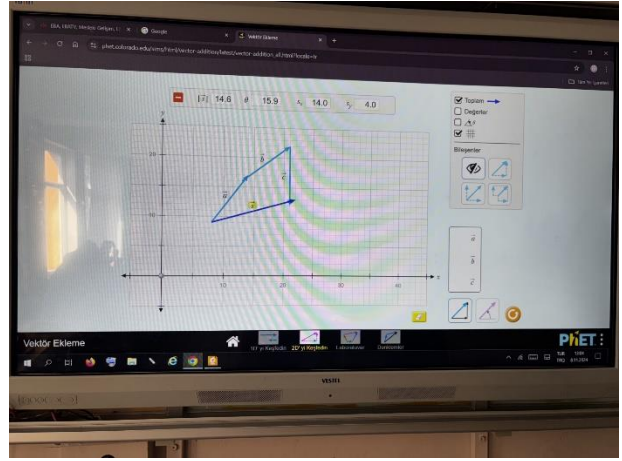 Google
Vektör Ekleme
phet.colorado.edu/sims/html/vector-addition/latest/vector-addition_all.html?locale=tr
|s⃗| 14.6 θ 15.9 sₓ 14.0 sᵧ 4.0
Toplam
Değerler
Bileşenler
y
20
10
10
20
30
40
x
a
b
c
s
a
b
c
Vektör Ekleme
1D'yi Keşfedin
2D'yi Keşfedin
Laboratuvar
Denklemler
PhET
VESTEL